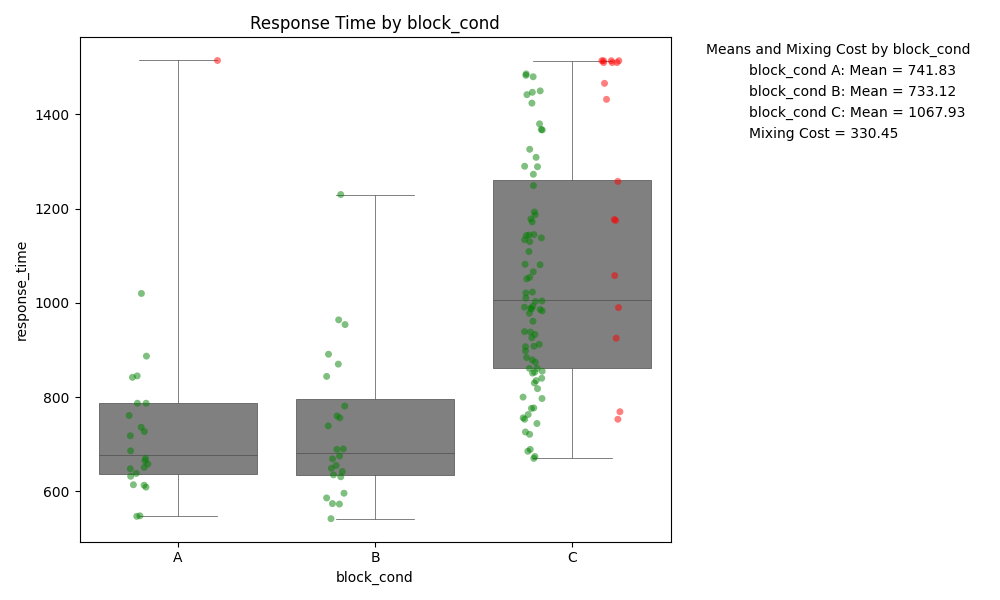 Response Time by block_cond
Means and Mixing Cost by block_cond
block_cond A: Mean = 741.83
block_cond B: Mean = 733.12
block_cond C: Mean = 1067.93
Mixing Cost = 330.45
response_time
1400
1200
1000
800
600
A
B
C
block_cond